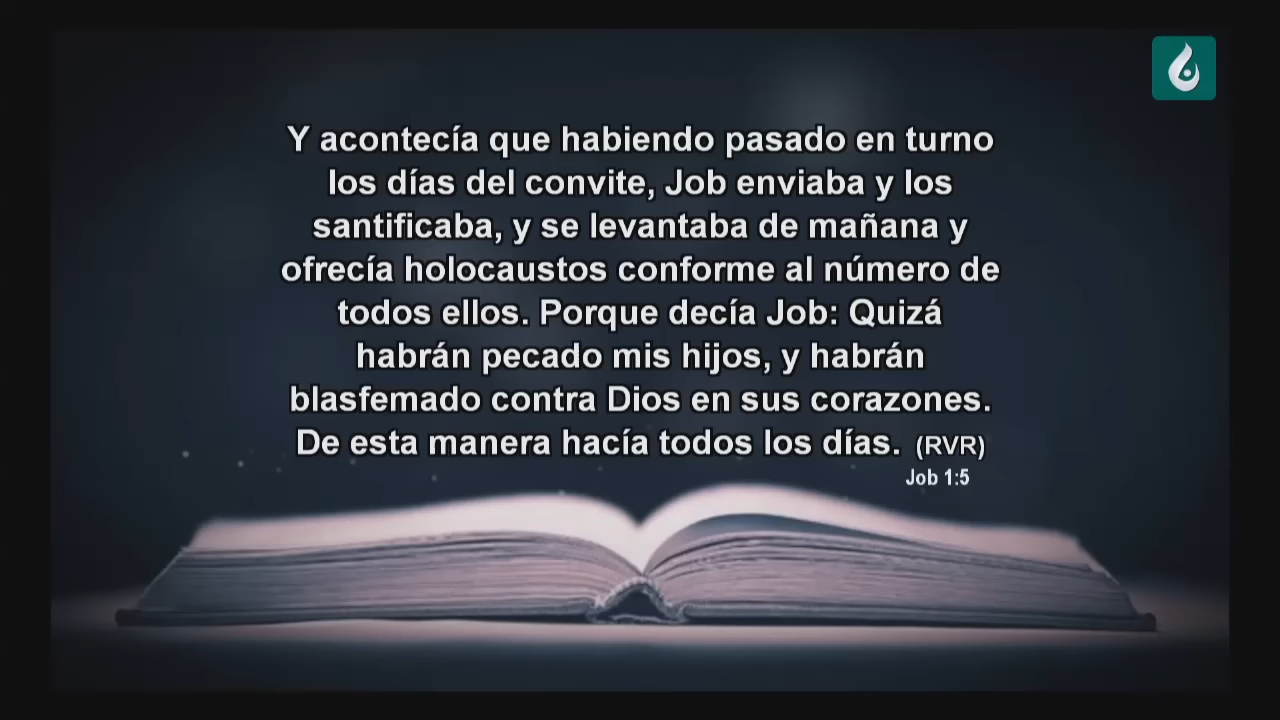 Y acontecía que habiendo pasado en turno
los días del convite, Job enviaba y los
santificaba, y se levantaba de mañana y
ofrecía holocaustos conforme al número de
todos ellos. Porque decía Job: Quizá
habrán pecado mis hijos, y habrán
blasfemado contra Dios en sus corazones.
De esta manera hacía todos los días. (RVR)
Job 1:5